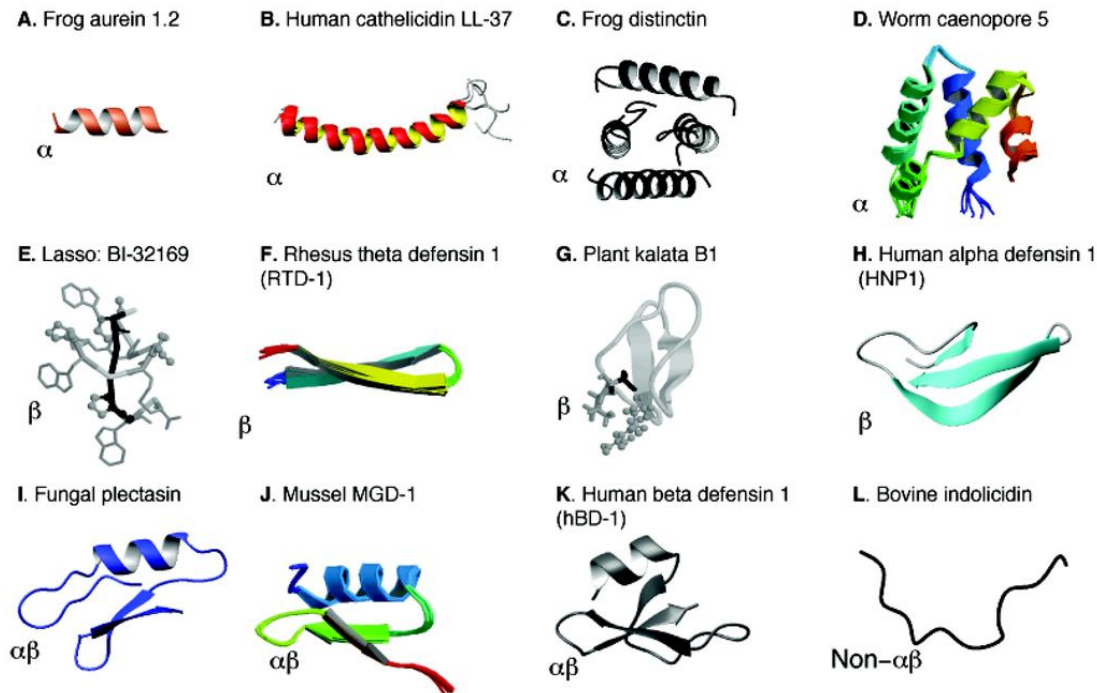 A. Frog aurein 1.2
B. Human cathelicidin LL-37
C. Frog distinctin
D. Worm caenopore 5
α
α
α
α
E. Lasso: BI-32169
F. Rhesus theta defensin 1
(RTD-1)
G. Plant kalata B1
H. Human alpha defensin 1
(HNP1)
β
β
β
β
I. Fungal plectasin
J. Mussel MGD-1
K. Human beta defensin 1
(hBD-1)
L. Bovine indolicidin
αβ
αβ
αβ
Non-αβ